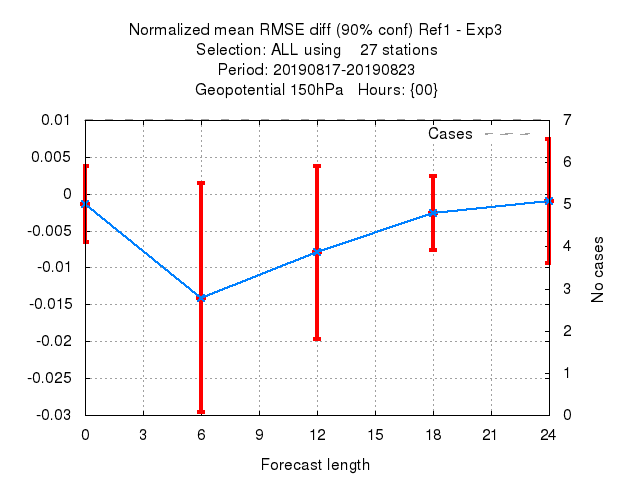 Normalized mean RMSE diff (90% conf) Ref1 - Exp3
Selection: ALL using 27 stations
Period: 20190817-20190823
Geopotential 150hPa Hours: {00}
Cases
0.01
0.005
0
-0.005
-0.01
-0.015
-0.02
-0.025
-0.03
7
6
5
4
3
2
1
0
No cases
0 3 6 9 12 15 18 21 24
Forecast length